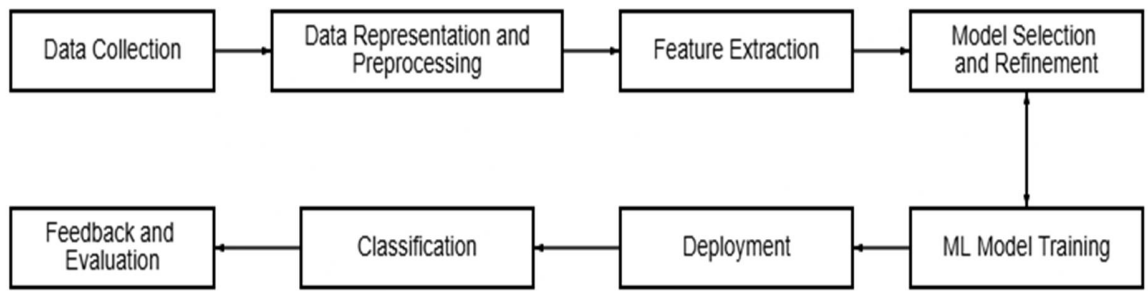 Data Collection
Data Representation and
Preprocessing
Feature Extraction
Model Selection
and Refinement
Feedback and
Evaluation
Classification
Deployment
ML Model Training